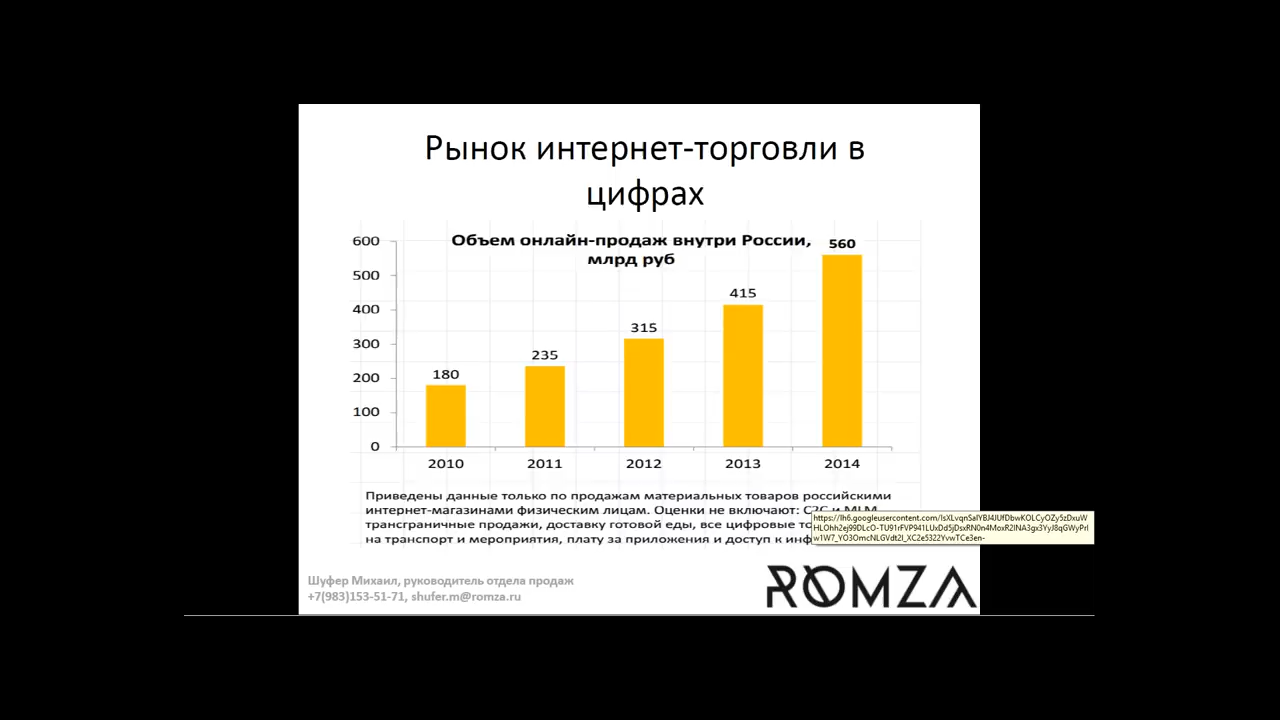 Рынок интернет-торговли в
цифрах
Объем онлайн-продаж внутри России,
млрд руб
600
500
400
300
200
100
0
180
235
315
415
560
2010 2011 2012 2013 2014
Приведены данные только по продажам материальных товаров российскими
интернет-магазинами физическим лицам. Оценки не включают: C2C и MLM,
трансграничные продажи, доставку готовой еды, все цифровые
на транспорт и мероприятия, плату за приложения и доступ к
Шуфер Михаил, руководитель отдела продаж
+7(983)153-51-71, shufer.m@romza.ru
ROMZA